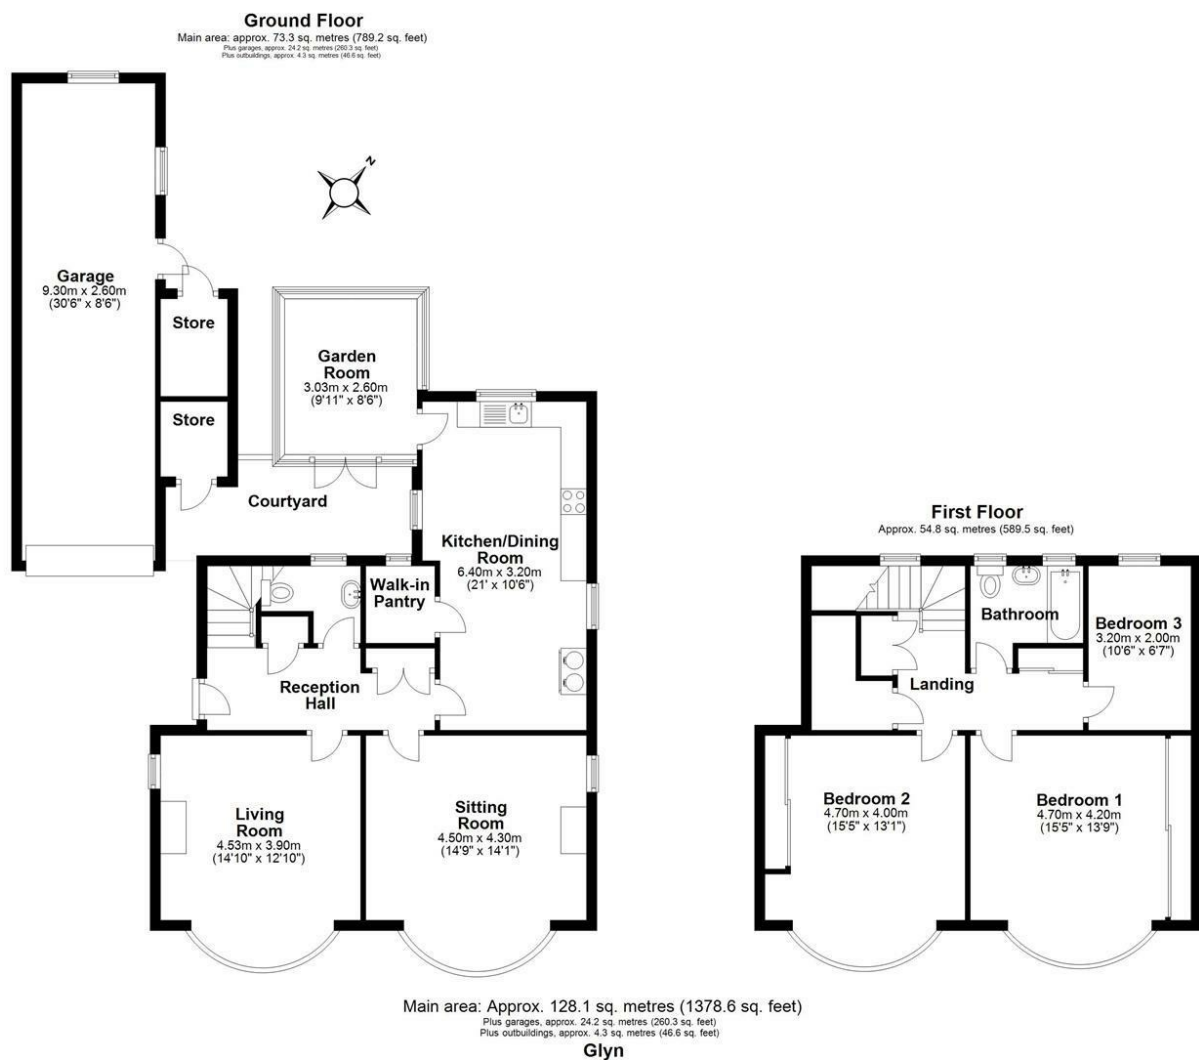 Ground Floor
Main area: approx. 73.3 sq. metres (789.2 sq. feet)
Plus garages, approx. 24.2 sq. metres (260.3 sq. feet)
Plus outbuildings, approx. 4.3 sq. metres (46.6 sq. feet)
N
Garage
9.30m x 2.60m
(30'6" x 8'6")
Store
Garden
Room
3.03m x 2.60m
(9'11" x 8'6")
Store
Courtyard
Kitchen/Dining
Room
6.40m x 3.20m
(21' x 10'6")
Walk-in
Pantry
Reception
Hall
Living
Room
4.53m x 3.90m
(14'10" x 12'10")
Sitting
Room
4.50m x 4.30m
(14'9" x 14'1")
First Floor
Approx. 54.8 sq. metres (589.5 sq. feet)
Bathroom
Bedroom 3
3.20m x 2.00m
(10'6" x 6'7")
Landing
Bedroom 2
4.70m x 4.00m
(15'5" x 13'1")
Bedroom 1
4.70m x 4.20m
(15'5" x 13'9")
Main area: Approx. 128.1 sq. metres (1378.6 sq. feet)
Plus garages, approx. 24.2 sq. metres (260.3 sq. feet)
Plus outbuildings, approx. 4.3 sq. metres (46.6 sq. feet)
Glyn